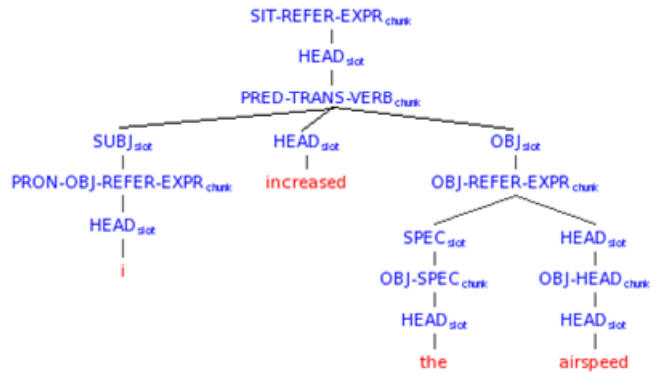 SIT-REFER-EXPRchunk
HEADslot
PRED-TRANS-VERBchunk
SUBJslot HEADslot OBJslot
PRON-OBJ-REFER-EXPRchunk increased OBJ-REFER-EXPRchunk
HEADslot SPECslot HEADslot
i OBJ-SPECchunk OBJ-HEADchunk
HEADslot HEADslot
the airspeed